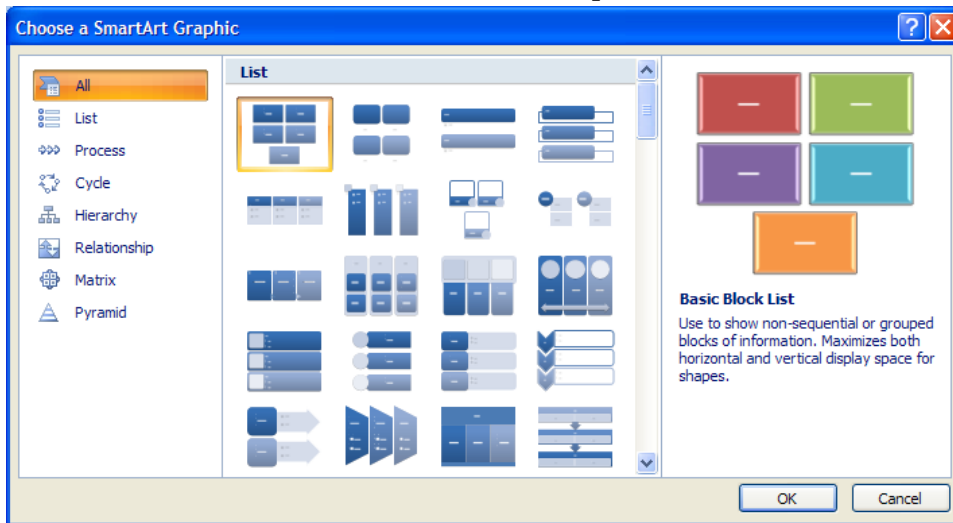 Choose a SmartArt Graphic
All
List
Process
Cycle
Hierarchy
Relationship
Matrix
Pyramid
List
Basic Block List
Use to show non-sequential or grouped
blocks of information. Maximizes both
horizontal and vertical display space for
shapes.
OK
Cancel